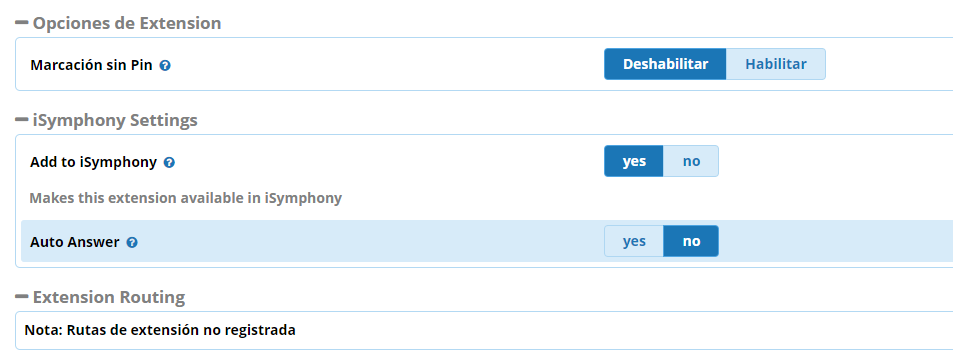 Opciones de Extension
Marcación sin Pin
Deshabilitar Habilitar
iSymphony Settings
Add to iSymphony
yes no
Makes this extension available in iSymphony
Auto Answer
yes no
Extension Routing
Nota: Rutas de extensión no registrada